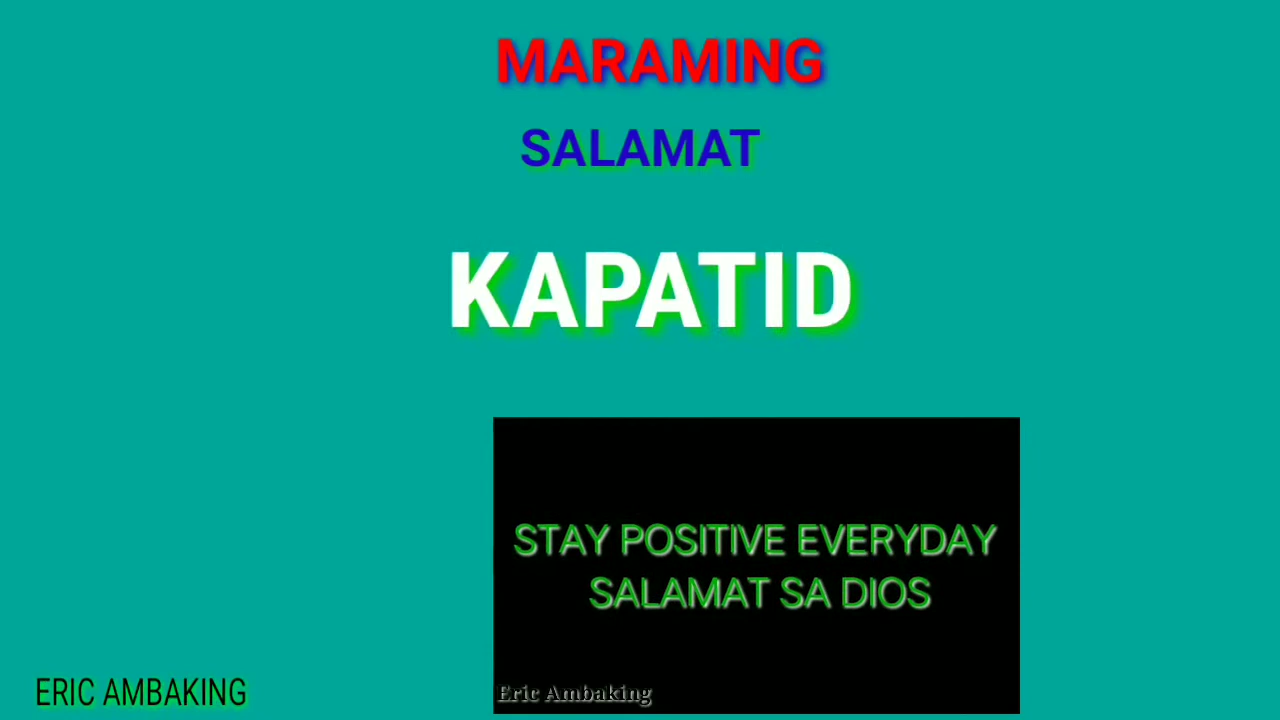 MARAMING
SALAMAT
KAPATID
STAY POSITIVE EVERYDAY
SALAMAT SA DIOS
Eric Ambaking
ERIC AMBAKING